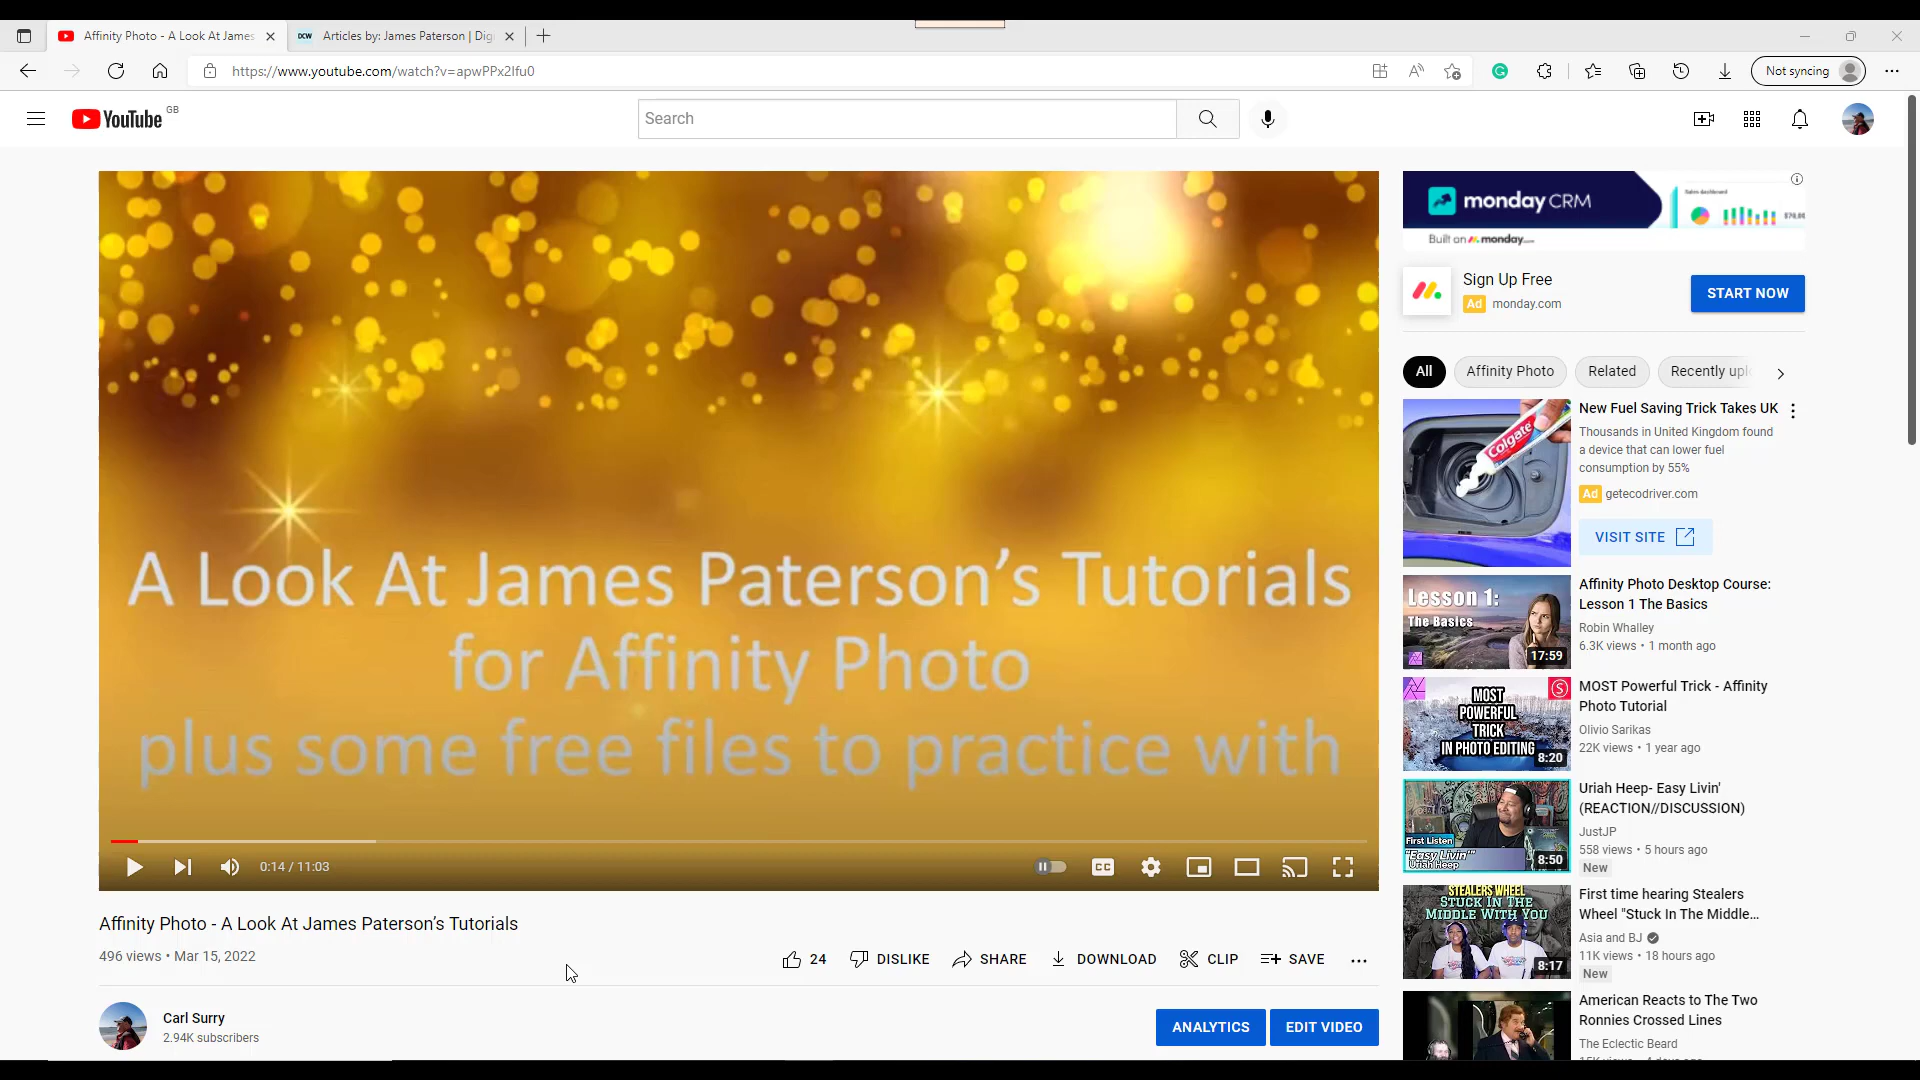 Affinity Photo - A Look At James
DCW
Articles by: James Paterson | Dig
https://www.youtube.com/watch?v=apwPPx2Ifu0
Not syncing
YouTube GB
Search
A Look At James Paterson's Tutorials
for Affinity Photo
plus some free files to practice with
0:14 / 11:03
CC
Affinity Photo - A Look At James Paterson's Tutorials
496 views • Mar 15, 2022
24 DISLIKE SHARE DOWNLOAD CLIP SAVE
Carl Surry
2.94K subscribers
ANALYTICS EDIT VIDEO
monday CRM
Sales dashboard
Built on monday.com
Sign Up Free
Ad monday.com
START NOW
All Affinity Photo Related Recently uplo
Colgate
New Fuel Saving Trick Takes UK
Thousands in United Kingdom found
a device that can lower fuel
consumption by 55%
Ad getecodriver.com
VISIT SITE
Lesson 1:
The Basics
17:59
Affinity Photo Desktop Course:
Lesson 1 The Basics
Robin Whalley
6.3K views • 1 month ago
MOST
POWERFUL
TRICK
IN PHOTO EDITING
8:20
MOST Powerful Trick - Affinity
Photo Tutorial
Olivio Sarikas
22K views • 1 year ago
First Listen
"Easy Livin'"
Uriah Heep
8:50
Uriah Heep- Easy Livin'
(REACTION//DISCUSSION)
JustJP
558 views • 5 hours ago
New
STEALERS WHEEL
STUCK IN THE
MIDDLE WITH YOU
8:17
First time hearing Stealers
Wheel "Stuck In The Middle...
Asia and BJ
11K views • 18 hours ago
New
American Reacts to The Two
Ronnies Crossed Lines
The Eclectic Beard